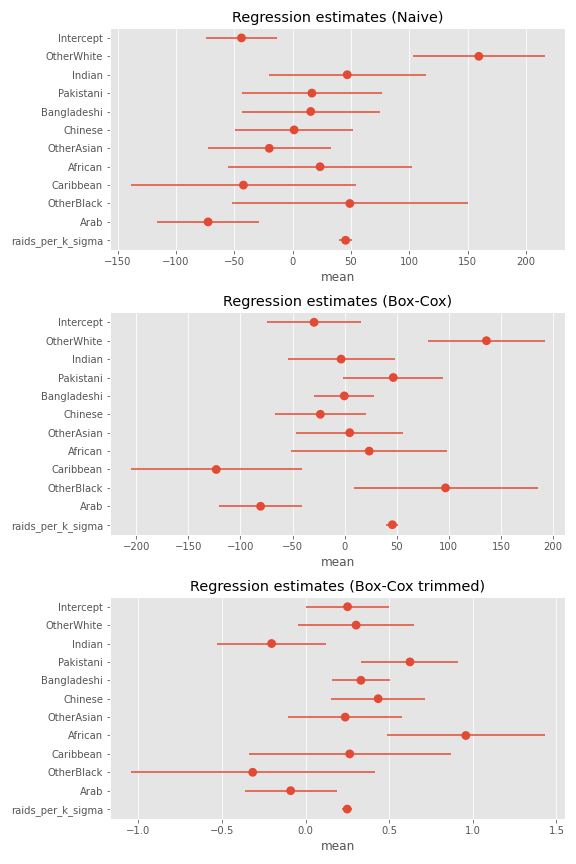 Regression estimates (Naive)
Intercept
OtherWhite
Indian
Pakistani
Bangladeshi
Chinese
OtherAsian
African
Caribbean
OtherBlack
Arab
raids_per_k_sigma
−150 −100 −50 0 50 100 150 200
mean
Regression estimates (Box-Cox)
Intercept
OtherWhite
Indian
Pakistani
Bangladeshi
Chinese
OtherAsian
African
Caribbean
OtherBlack
Arab
raids_per_k_sigma
−200 −150 −100 −50 0 50 100 150 200
mean
Regression estimates (Box-Cox trimmed)
Intercept
OtherWhite
Indian
Pakistani
Bangladeshi
Chinese
OtherAsian
African
Caribbean
OtherBlack
Arab
raids_per_k_sigma
−1.0 −0.5 0.0 0.5 1.0 1.5
mean